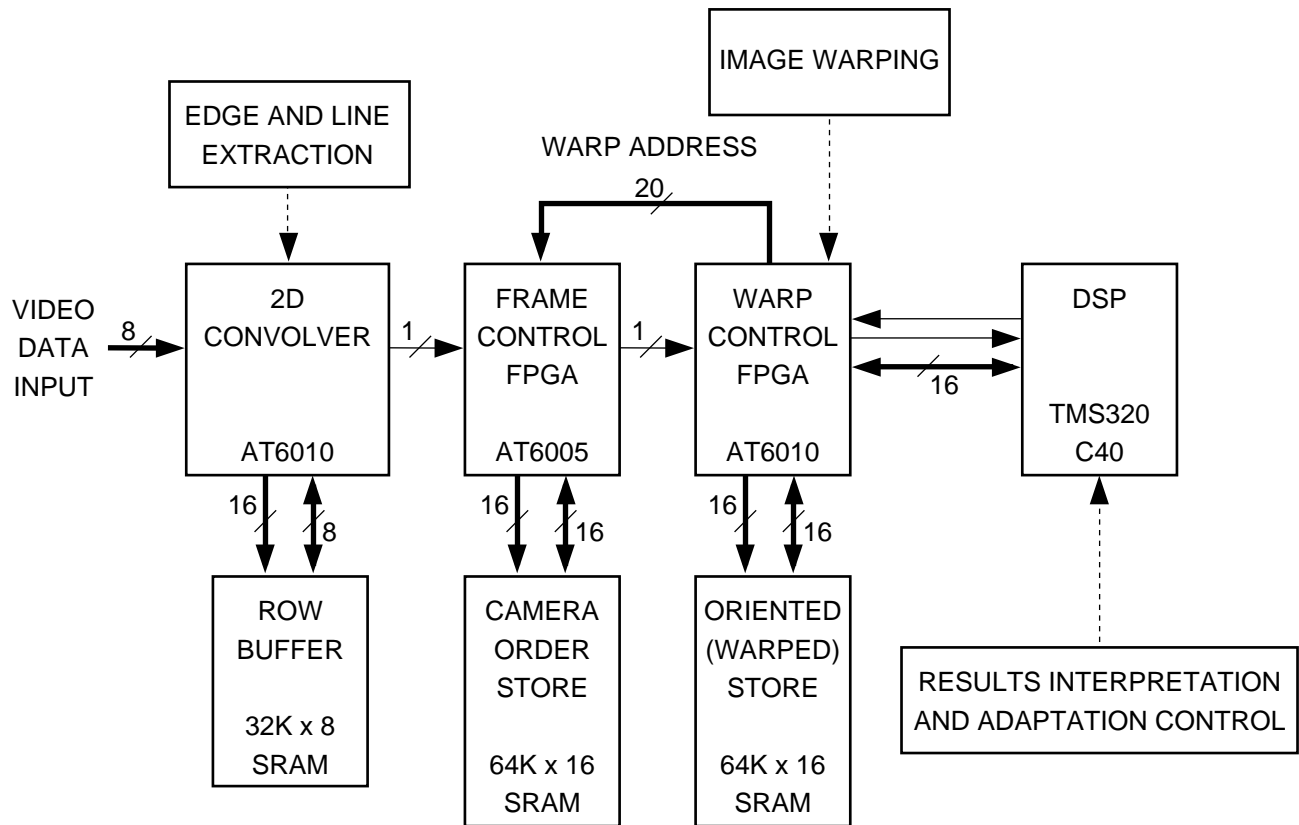 IMAGE WARPING
EDGE AND LINE
EXTRACTION
WARP ADDRESS
20
VIDEO
DATA
INPUT
8
2D
CONVOLVER
AT6010
1
FRAME
CONTROL
FPGA
AT6005
1
WARP
CONTROL
FPGA
AT6010
16
DSP
TMS320
C40
16
8
16
16
16
16
ROW
BUFFER
32K x 8
SRAM
CAMERA
ORDER
STORE
64K x 16
SRAM
ORIENTED
(WARPED)
STORE
64K x 16
SRAM
RESULTS INTERPRETATION
AND ADAPTATION CONTROL